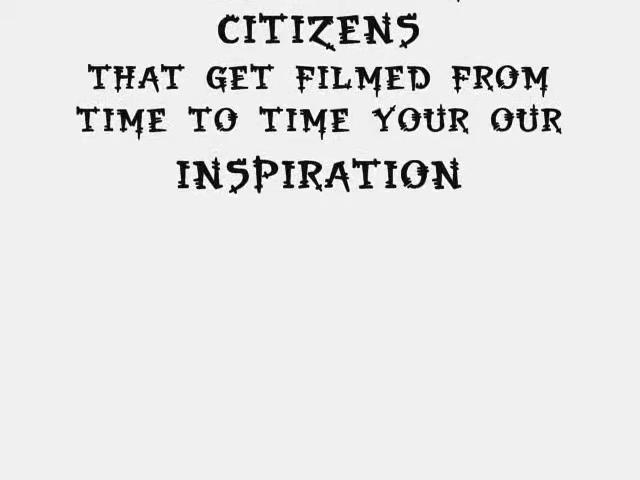 CITIZENS
THAT GET FILMED FROM
TIME TO TIME YOUR OUR
INSPIRATION